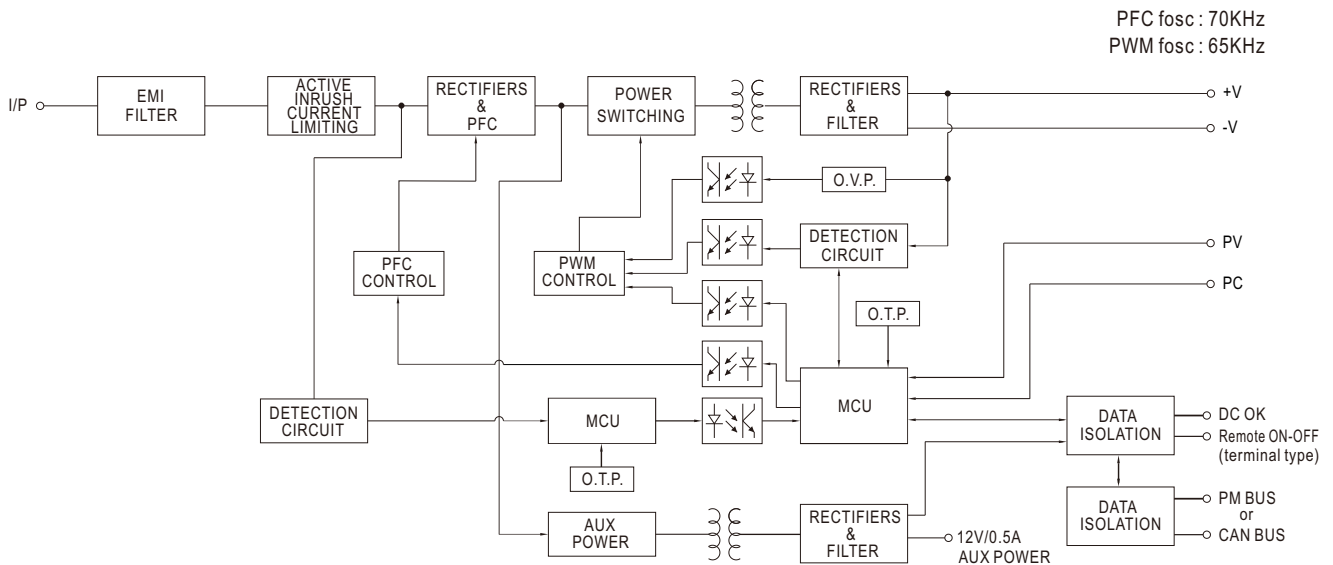 PFC fosc : 70KHz
PWM fosc : 65KHz
I/P
EMI
FILTER
ACTIVE
INRUSH
CURRENT
LIMITING
RECTIFIERS
&
PFC
POWER
SWITCHING
RECTIFIERS
&
FILTER
+V
-V
O.V.P.
DETECTION
CIRCUIT
PFC
CONTROL
PWM
CONTROL
PV
PC
O.T.P.
MCU
DETECTION
CIRCUIT
MCU
O.T.P.
DATA
ISOLATION
DC OK
Remote ON-OFF
(terminal type)
DATA
ISOLATION
PM BUS
or
CAN BUS
AUX
POWER
RECTIFIERS
&
FILTER
12V/0.5A
AUX POWER